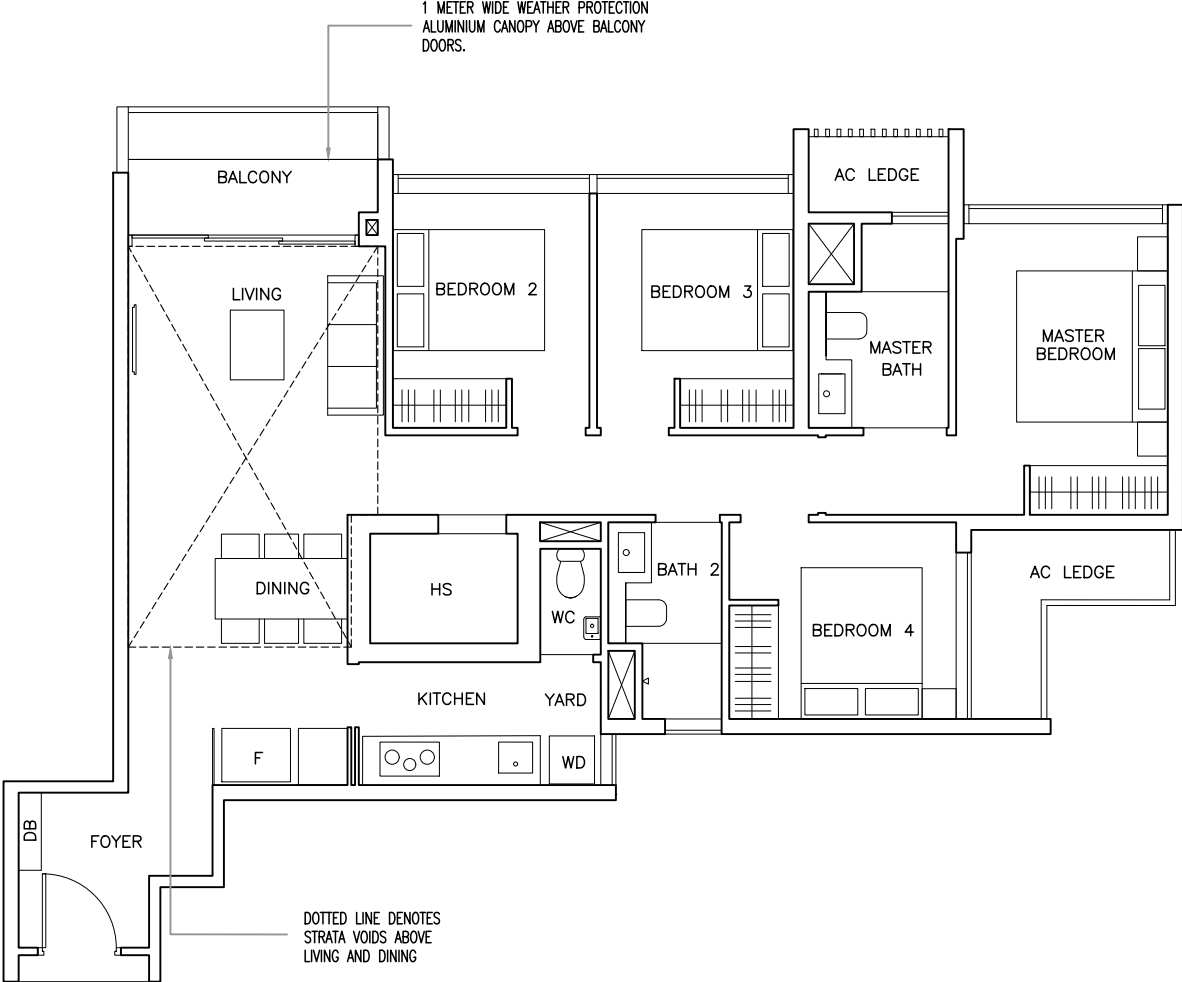 1 METER WIDE WEATHER PROTECTION
ALUMINIUM CANOPY ABOVE BALCONY
DOORS.
BALCONY
AC LEDGE
LIVING
BEDROOM 2
BEDROOM 3
MASTER
BATH
MASTER
BEDROOM
DINING
HS
WC
BATH 2
BEDROOM 4
AC LEDGE
KITCHEN
YARD
F
WD
DB
FOYER
DOTTED LINE DENOTES
STRATA VOIDS ABOVE
LIVING AND DINING